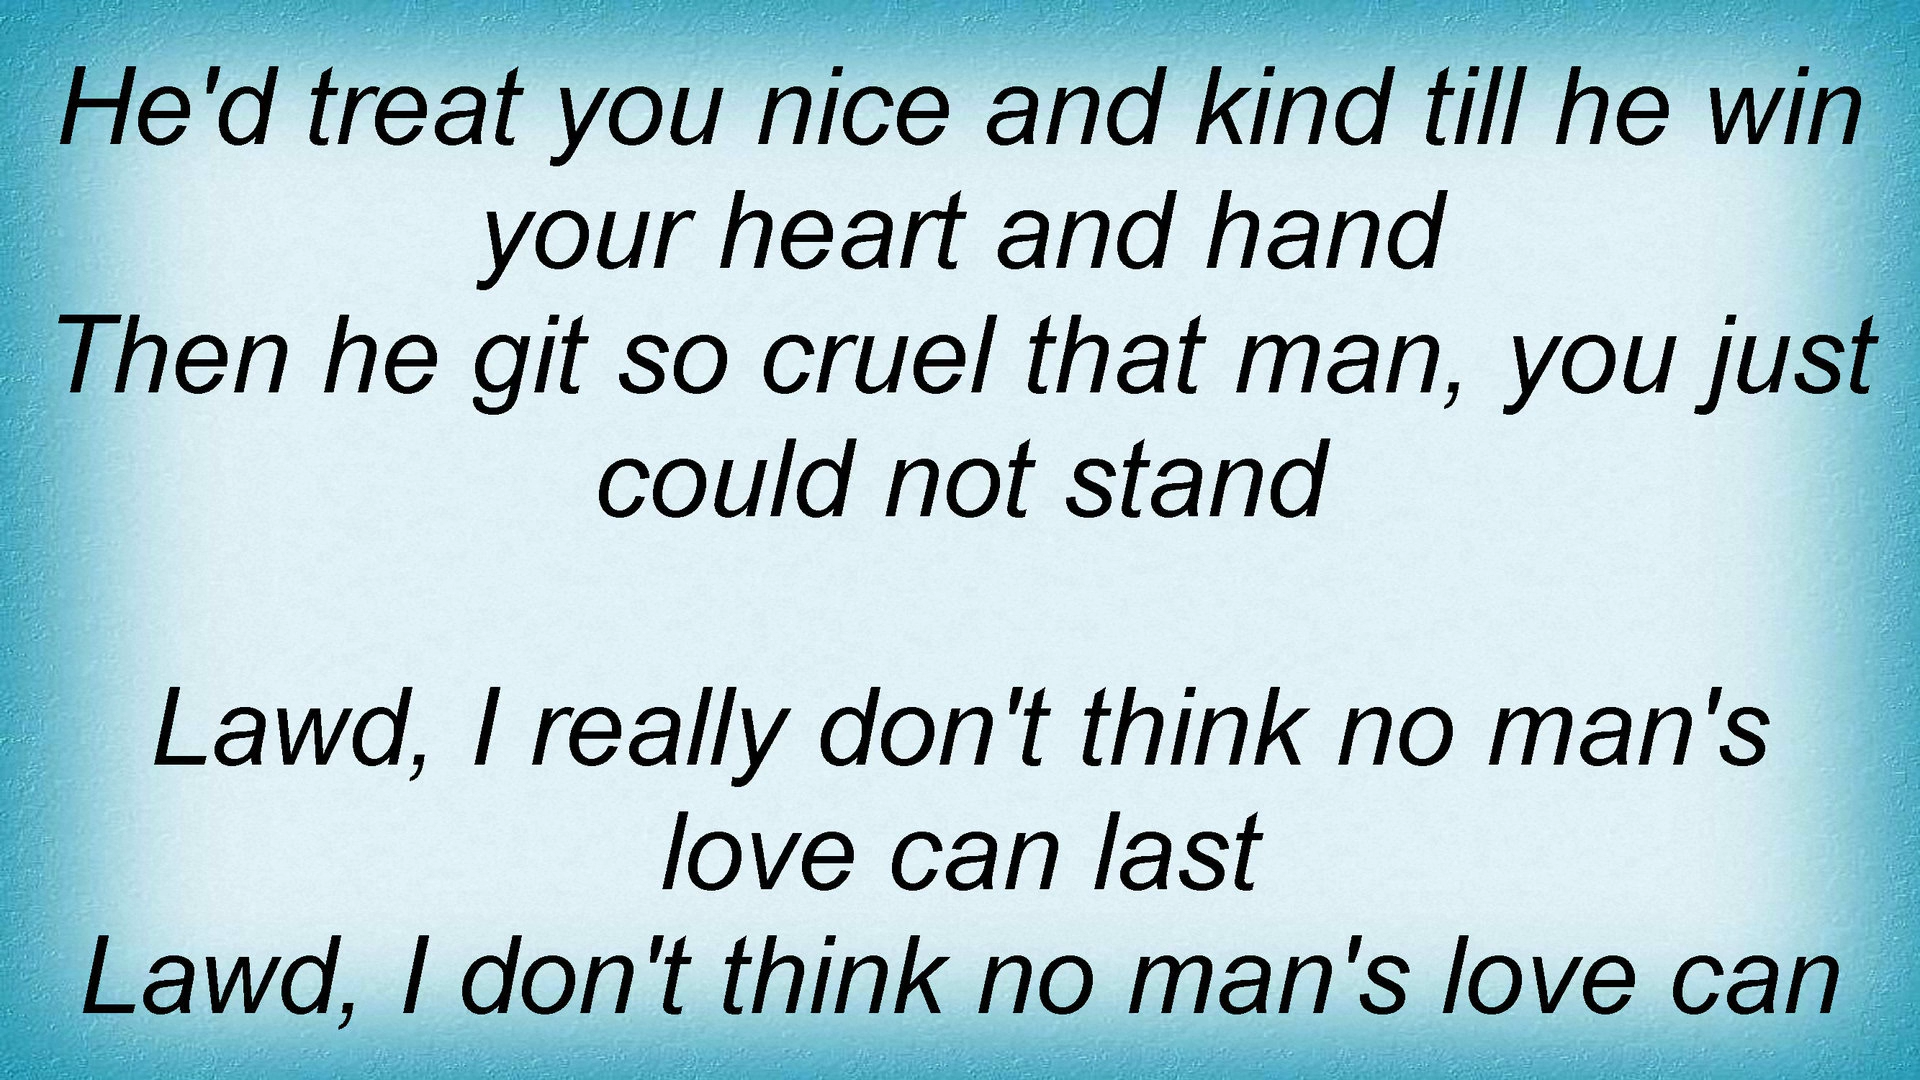 He'd treat you nice and kind till he win
your heart and hand
Then he git so cruel that man, you just
could not stand
Lawd, I really don't think no man's
love can last
Lawd, I don't think no man's love can